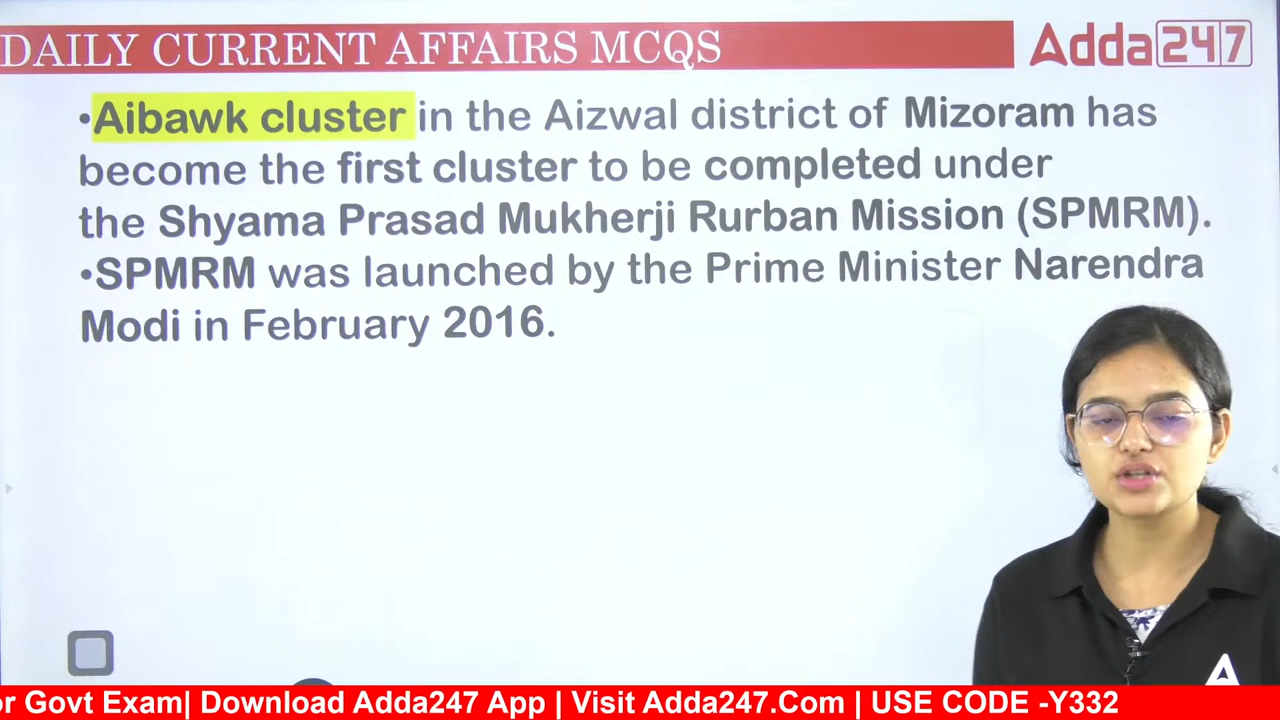 DAILY CURRENT AFFAIRS MCQS
Adda247
•Aibawk cluster in the Aizwal district of Mizoram has
become the first cluster to be completed under
the Shyama Prasad Mukherji Rurban Mission (SPMRM).
•SPMRM was launched by the Prime Minister Narendra
Modi in February 2016.
or Govt Exam| Download Adda247 App | Visit Adda247.Com | USE CODE -Y332